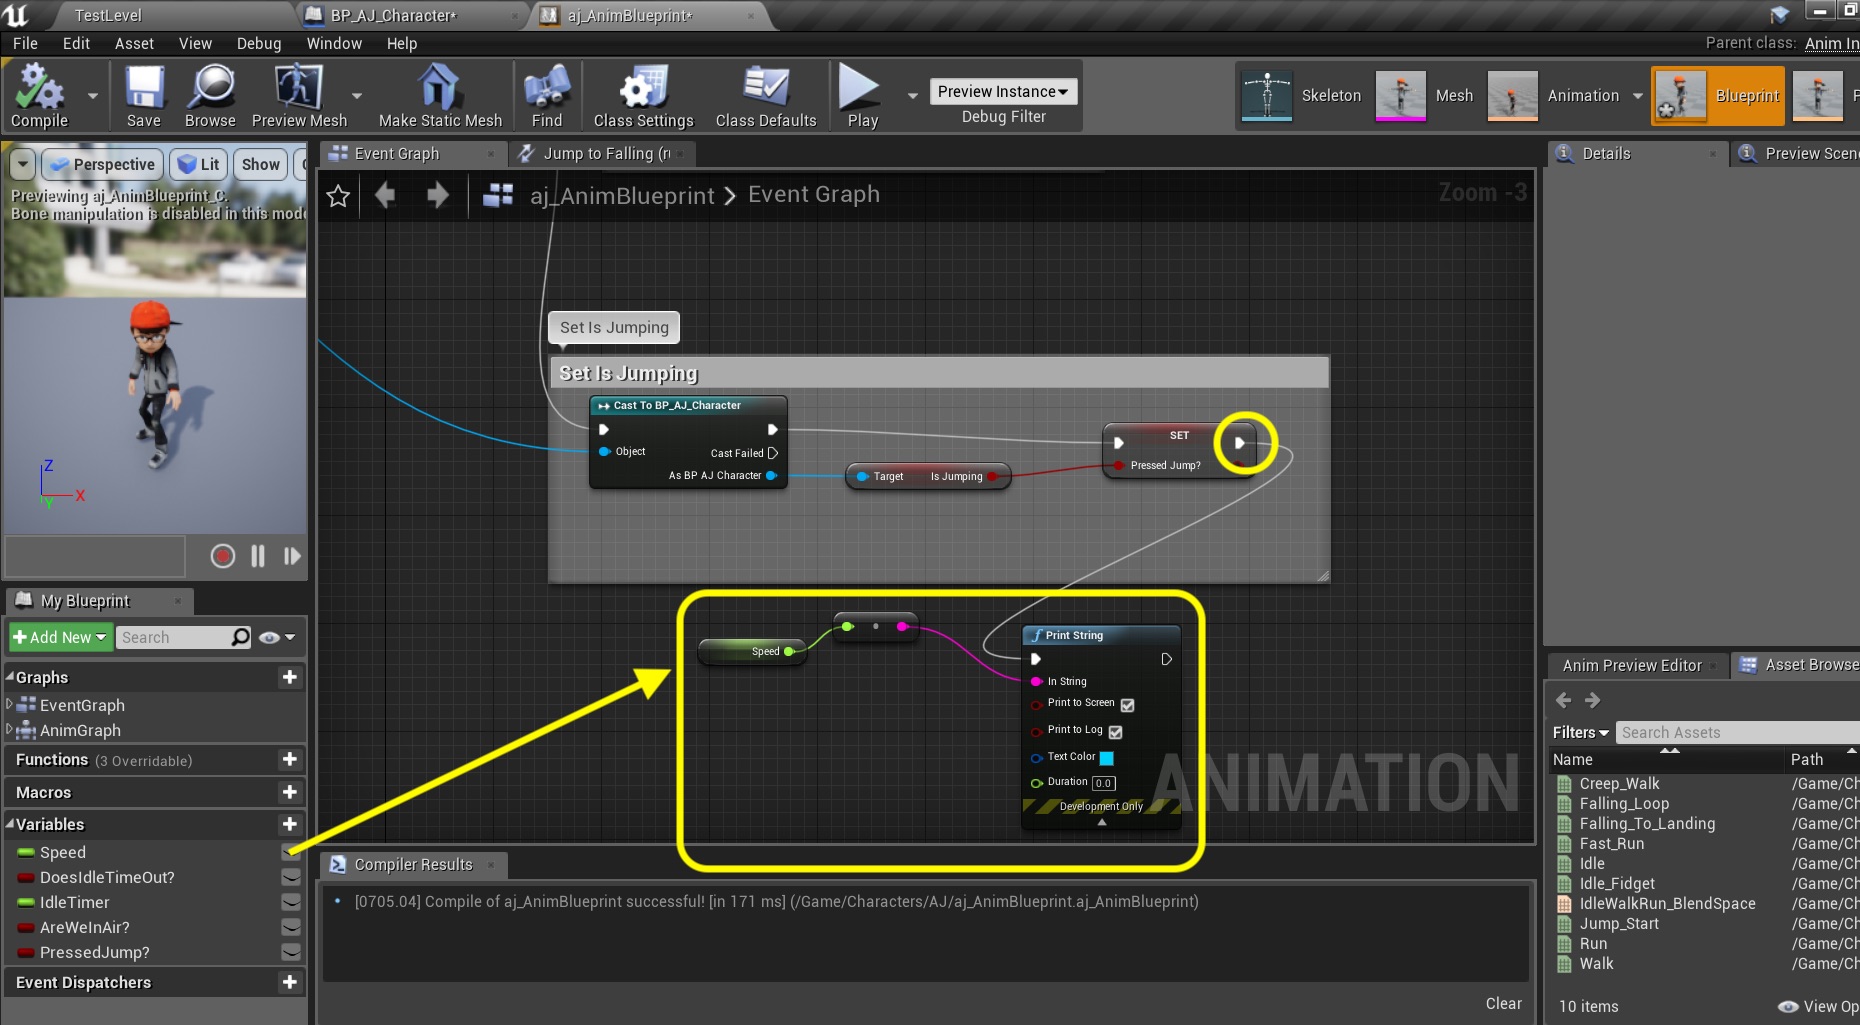 TestLevel
BP_AJ_Character*
aj_AnimBlueprint*
File Edit Asset View Debug Window Help
Parent class: Anim In
Compile
Save
Browse
Preview Mesh
Make Static Mesh
Find
Class Settings
Class Defaults
Play
Preview Instance
Debug Filter
Skeleton
Mesh
Animation
Blueprint
Perspective
Lit
Show
Previewing aj_AnimBlueprint_C.
Bone manipulation is disabled in this mode
Z
X
Y
Event Graph
Jump to Falling (r
aj_AnimBlueprint > Event Graph
Zoom -3
Set Is Jumping
Set Is Jumping
Cast To BP_AJ_Character
Object
Cast Failed
As BP AJ Character
Target Is Jumping
SET
Pressed Jump?
Speed
f Print String
In String
Print to Screen
Print to Log
Text Color
Duration 0.0
Development Only
ANIMATION
My Blueprint
Add New
Search
Graphs
EventGraph
AnimGraph
Functions (3 Overridable)
Macros
Variables
Speed
DoesIdleTimeOut?
IdleTimer
AreWeInAir?
PressedJump?
Event Dispatchers
Compiler Results
[0705.04] Compile of aj_AnimBlueprint successful! [in 171 ms] (/Game/Characters/AJ/aj_AnimBlueprint.aj_AnimBlueprint)
Clear
Details
Preview Scen
Anim Preview Editor
Asset Browse
Filters
Search Assets
Name Path
Creep_Walk /Game/Ch
Falling_Loop /Game/Ch
Falling_To_Landing /Game/Ch
Fast_Run /Game/Ch
Idle /Game/Ch
Idle_Fidget /Game/Ch
IdleWalkRun_BlendSpace /Game/Ch
Jump_Start /Game/Ch
Run /Game/Ch
Walk /Game/Ch
10 items
View Op